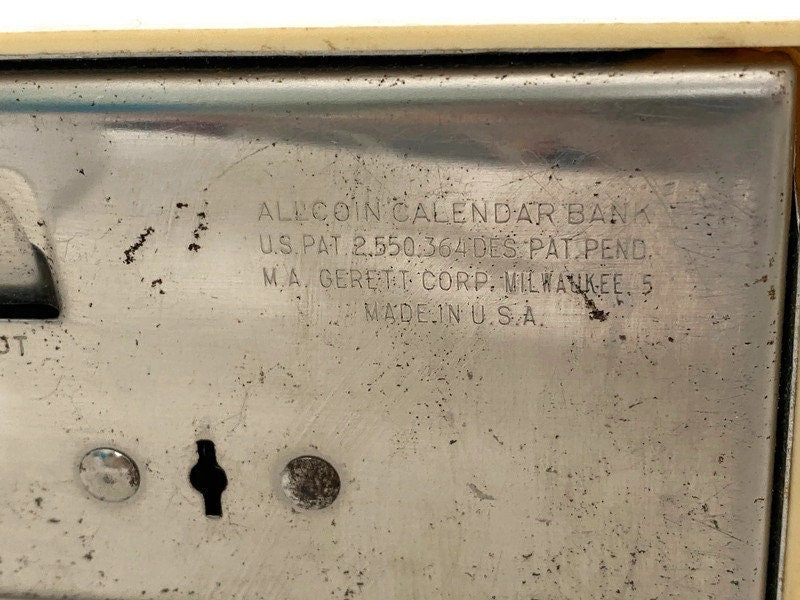 ALLCOIN CALENDAR BANK
U.S. PAT. 2,550,364 DES. PAT. PEND.
M.A. GERETT CORP. MILWAUKEE, 5
MADE IN U.S.A.